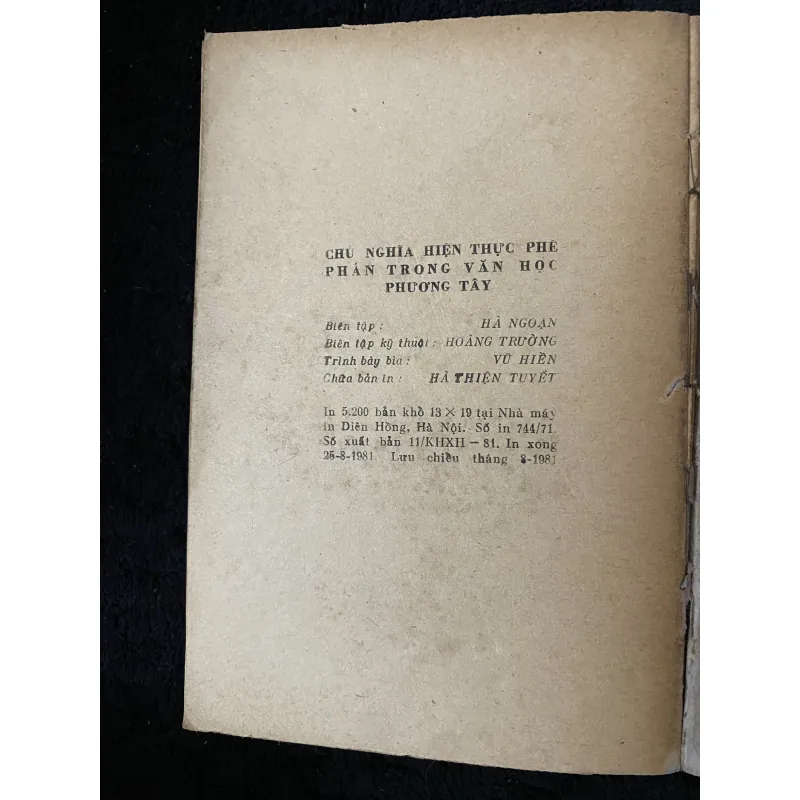 CHỦ NGHĨA HIỆN THỰC PHÊ
PHÁN TRONG VĂN HỌC
PHƯƠNG TÂY
Biên tập : HÀ NGOẠN
Biên tập kỹ thuật : HOÀNG TRƯỜNG
Trình bày bìa : VŨ HIỀN
Chữa bản in : HÀ THIỆN TUYẾT
In 5.200 bản khổ 13 × 19 tại Nhà máy
in Diên Hồng, Hà Nội. Số in 744/71.
Số xuất bản 11/KHXH — 81. In xong
25-8-1981. Lưu chiều tháng 8-1981